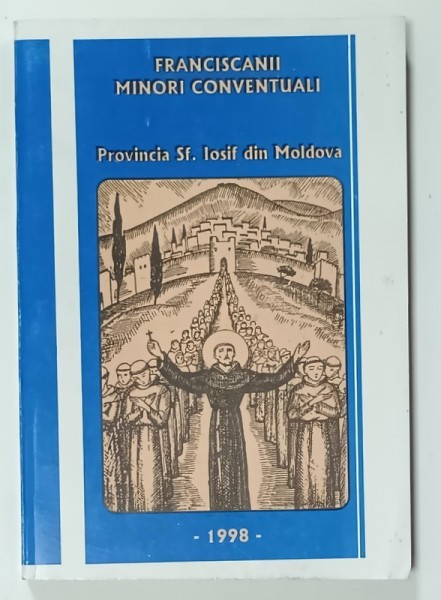 FRANCISCANII
MINORI CONVENTUALI
Provincia Sf. Iosif din Moldova
- 1998 -